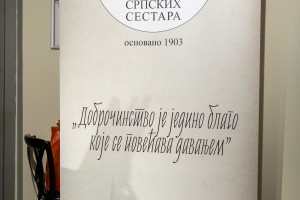 СРПСКИХ
СЕСТАРА
основано 1903
„Доброчинство је једино благо
које се повећава давањем”